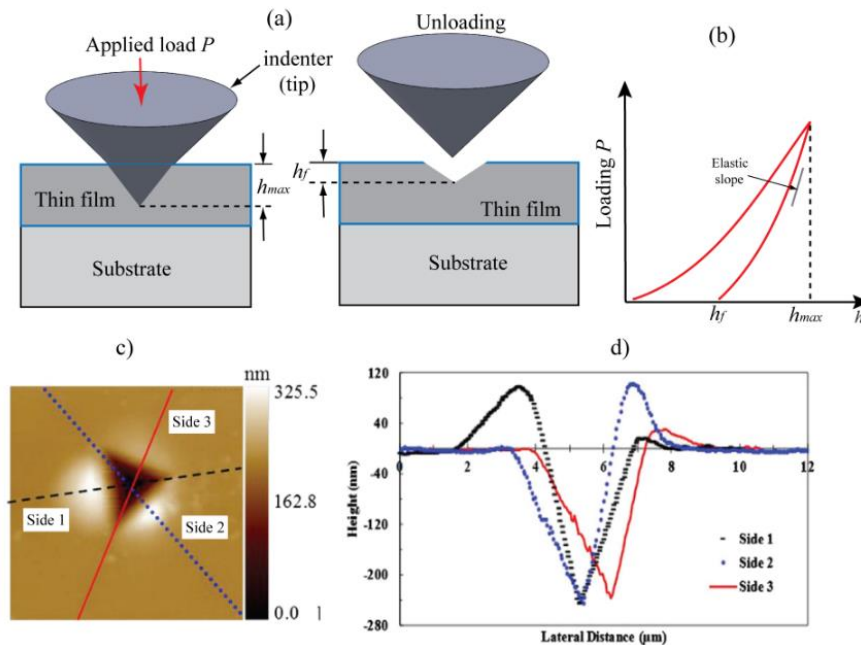 (a)
Applied load P
indenter
(tip)
hmax
Thin film
Substrate
Unloading
hf
Thin film
Substrate
(b)
Loading P
Elastic
slope
hf
hmax
h
c)
nm
325.5
162.8
0.0
Side 3
Side 1
Side 2
d)
Height (nm)
120
40
-40
-120
-200
-280
0
2
4
6
8
10
12
Side 1
Side 2
Side 3
Lateral Distance (µm)